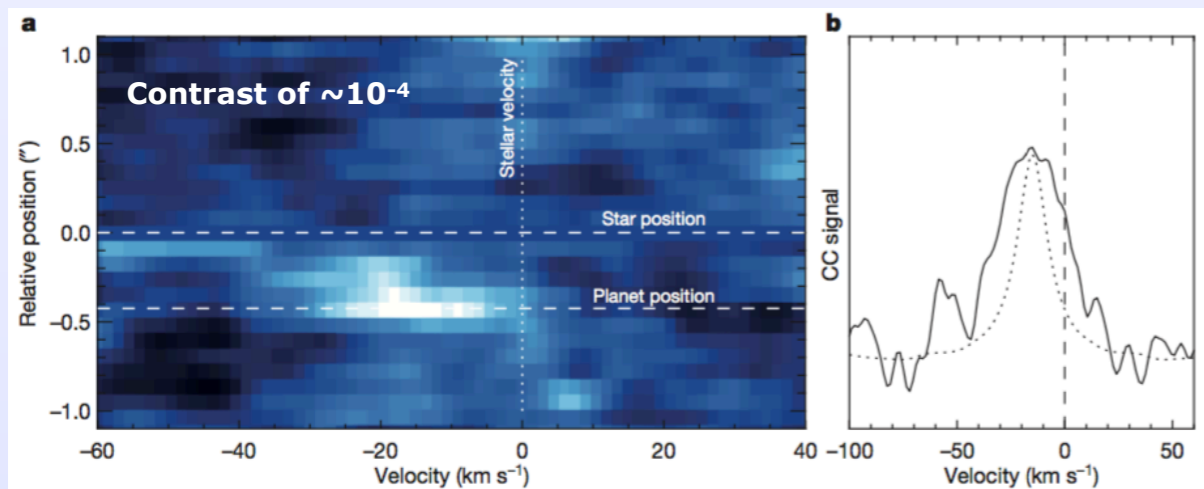 a
b
Contrast of ~10⁻⁴
Stellar velocity
Star position
Planet position
Relative position (″)
1.0
0.5
0.0
−0.5
−1.0
−60
−40
−20
0
20
40
Velocity (km s⁻¹)
CC signal
−100
−50
0
50
Velocity (km s⁻¹)